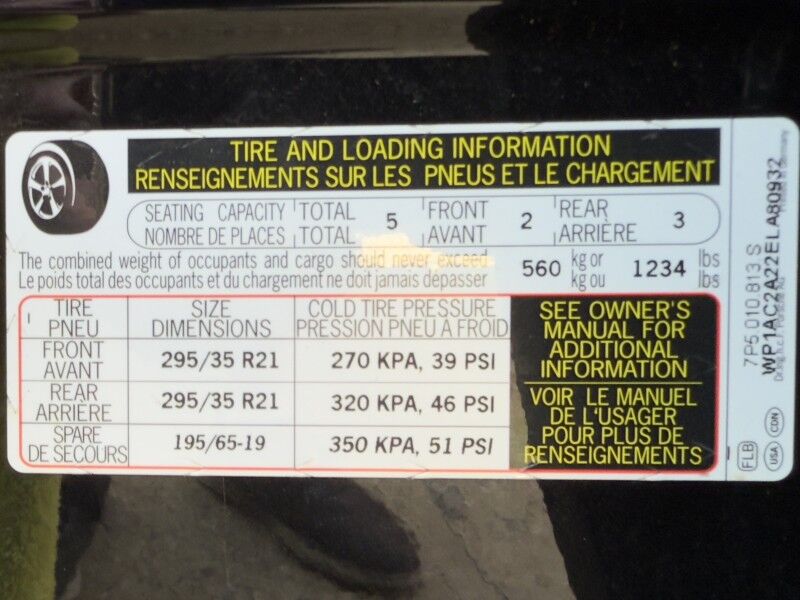 TIRE AND LOADING INFORMATION
RENSEIGNEMENTS SUR LES PNEUS ET LE CHARGEMENT
SEATING CAPACITY TOTAL 5 FRONT 2 REAR 3
NOMBRE DE PLACES TOTAL AVANT ARRIÈRE
The combined weight of occupants and cargo should never exceed 560 kg or 1234 lbs
Le poids total des occupants et du chargement ne doit jamais depasser kg ou lbs
TIRE SIZE COLD TIRE PRESSURE
PNEU DIMENSIONS PRESSION PNEU A FROID
FRONT 295/35 R21 270 KPA, 39 PSI
AVANT
REAR 295/35 R21 320 KPA, 46 PSI
ARRIÈRE
SPARE 195/65-19 350 KPA, 51 PSI
DE SECOURS
SEE OWNER'S
MANUAL FOR
ADDITIONAL
INFORMATION
VOIR LE MANUEL
DE L'USAGER
POUR PLUS DE
RENSEIGNEMENTS
7P5 010 813 S
WP1AC2A22ELA80932
FLB
USA
CDN